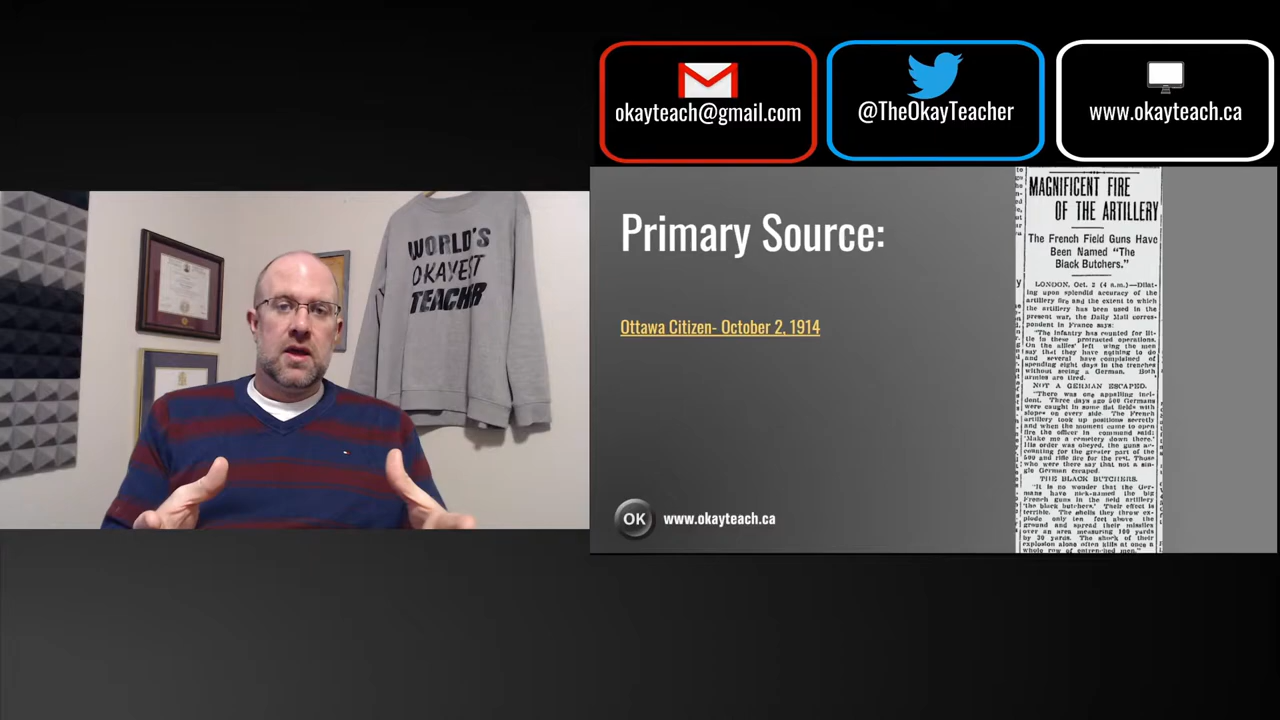 okayteach@gmail.com
@TheOkayTeacher
www.okayteach.ca
WORLD'S
OKAYEST
TEACHR
Primary Source:
Ottawa Citizen- October 2, 1914
OK www.okayteach.ca
MAGNIFICENT FIRE
OF THE ARTILLERY
The French Field Guns Have
Been Named "The
Black Butchers."
LONDON, Oct. 2 (4 a.m.)—Dilat-
ing upon splendid accuracy of the
artillery fire and the extent to which
the artillery has been used in the
present war, the Daily Mail corres-
pondent in France says:
"The infantry has counted for lit-
tle in these protracted operations.
On the allies' left wing the men
say that they have nothing to do
and several have complained of
spending eight days in the trenches
without seeing a German. Both
armies are tired.
NOT A GERMAN ESCAPED.
"There was one appalling inci-
dent. Three days ago 500 Germans
were caught in some flat fields with
slopes on every side. The French
artillery took up positions secretly
and when the moment came to open
fire the officer in command said:
'Make me a cemetery down there.'
His order was obeyed, the guns ac-
counting for the greater part of the
500 and rifle fire for the rest. Those
who were there say that not a sin-
gle German escaped.
THE BLACK BUTCHERS.
"It is no wonder that the Ger-
mans have nick-named the big
French guns in the field artillery
'the black butchers.' Their effect is
terrible. The shells they throw ex-
plode only ten feet above the
ground and spread their missiles
over an area measuring 100 yards
by 30 yards. The shock of their
explosion alone often kills at once a
whole row of entrenched men."